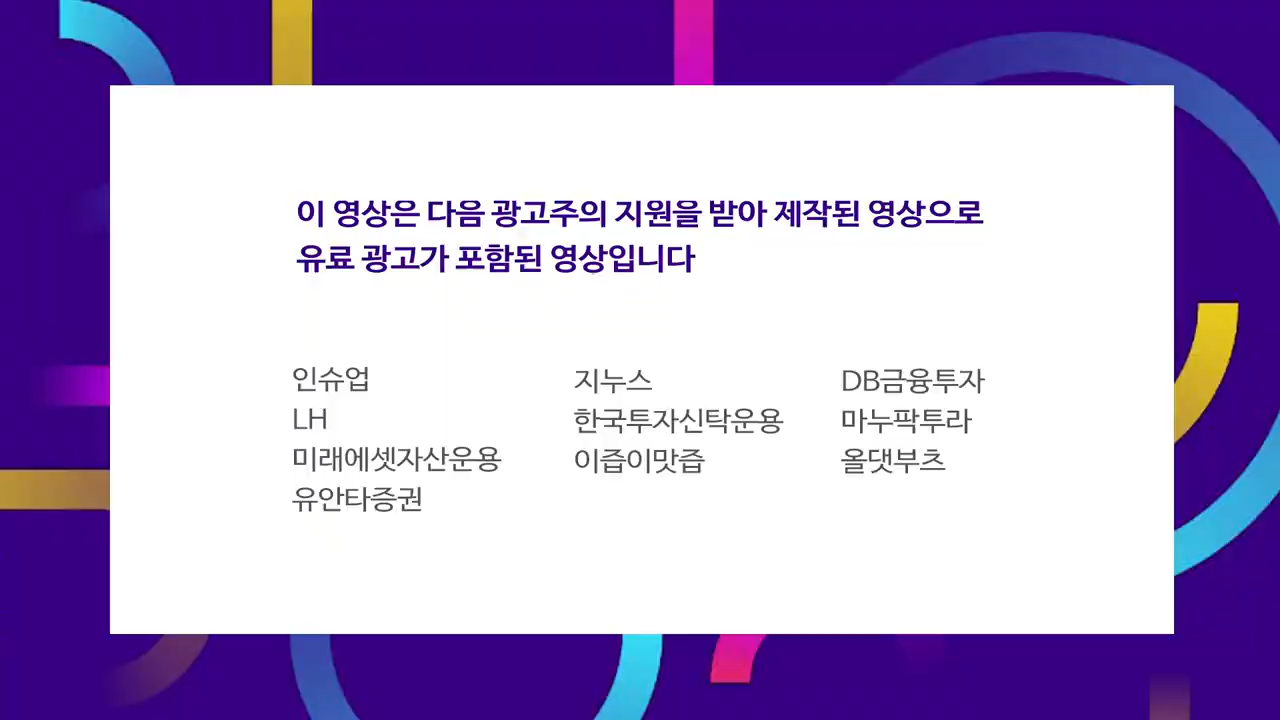 이 영상은 다음 광고주의 지원을 받아 제작된 영상으로
유료 광고가 포함된 영상입니다
인슈업
LH
미래에셋자산운용
유안타증권
지누스
한국투자신탁운용
이즙이맛즙
DB금융투자
마누팍투라
올댓부츠